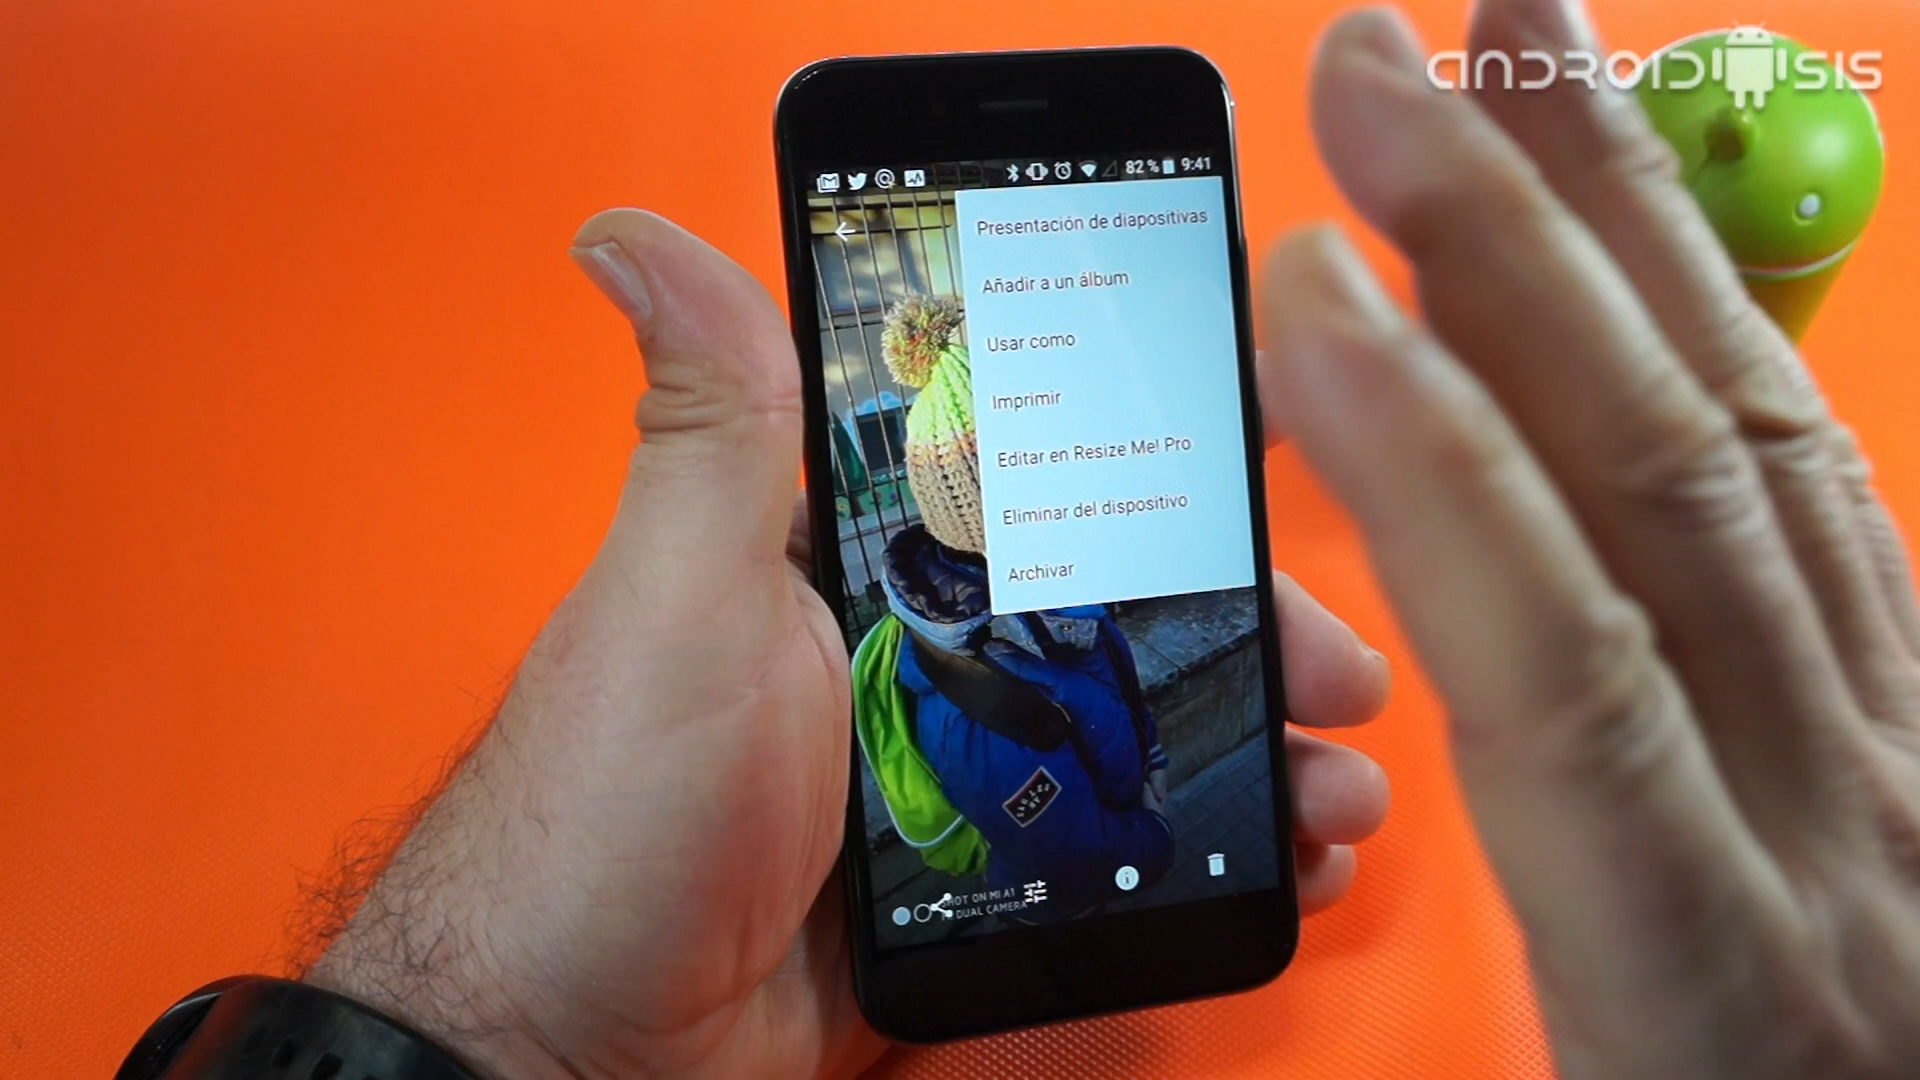 ANDROIDSIS
82 % 9:41
Presentación de diapositivas
Añadir a un álbum
Usar como
Imprimir
Editar en Resize Me! Pro
Eliminar del dispositivo
Archivar
SHOT ON MI A1
DUAL CAMERA